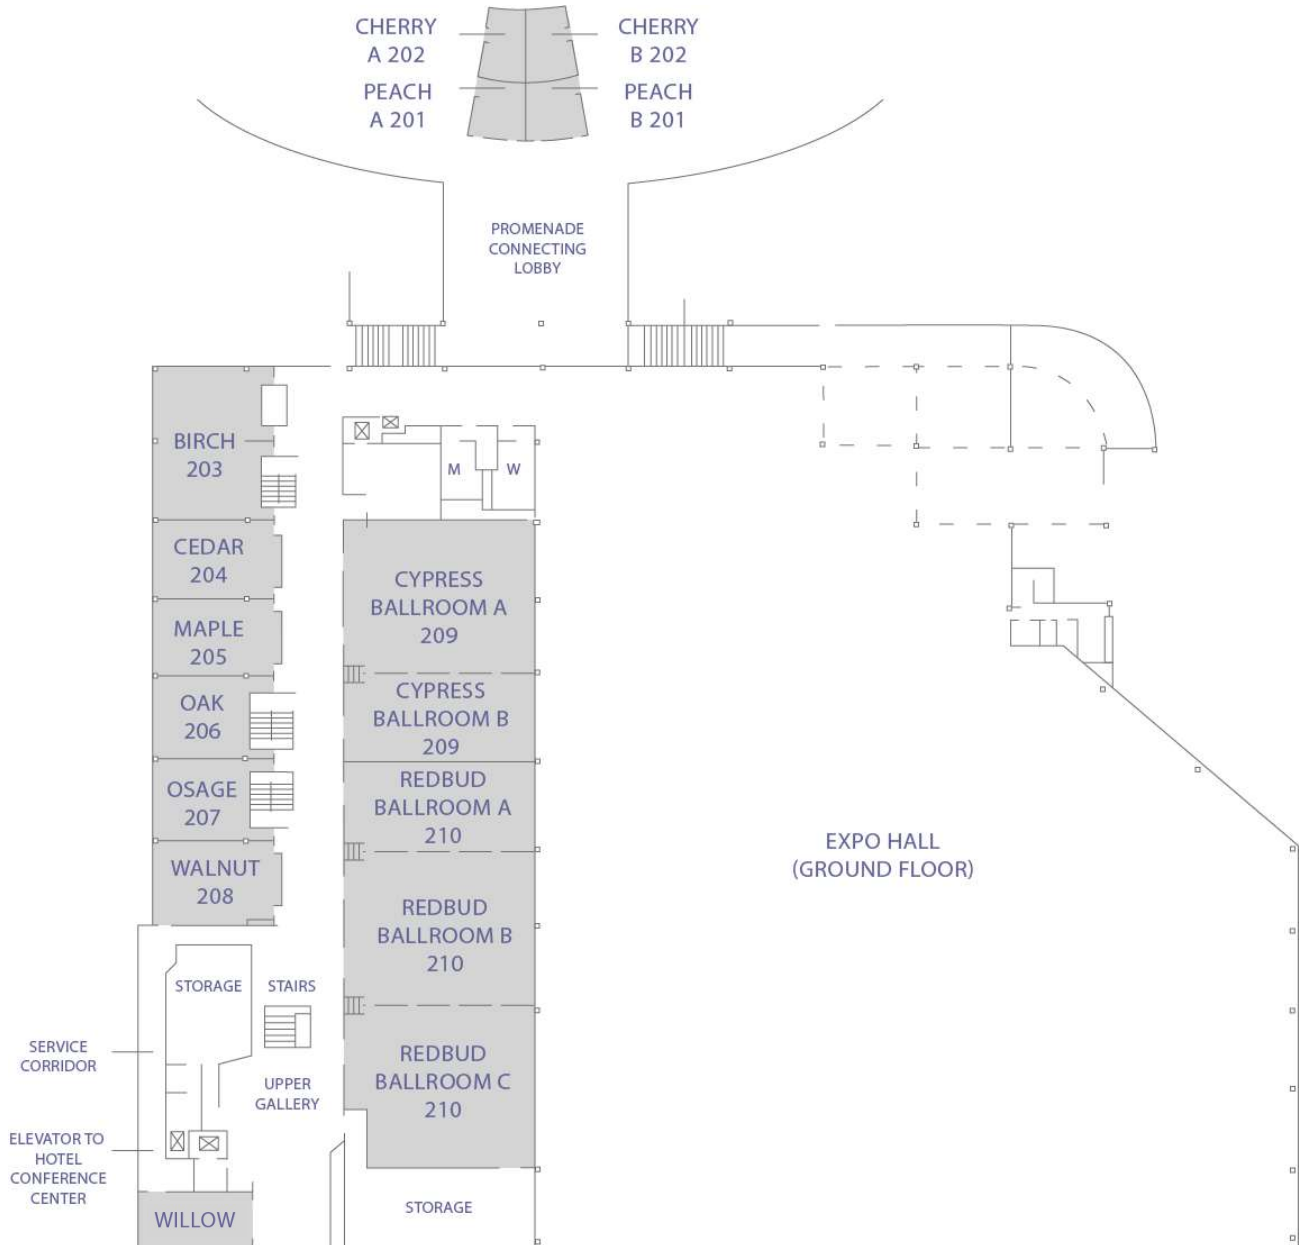 CHERRY
A 202
CHERRY
B 202
PEACH
A 201
PEACH
B 201
PROMENADE
CONNECTING
LOBBY
BIRCH
203
M
W
CEDAR
204
CYPRESS
BALLROOM A
209
MAPLE
205
OAK
206
CYPRESS
BALLROOM B
209
OSAGE
207
REDBUD
BALLROOM A
210
EXPO HALL
(GROUND FLOOR)
WALNUT
208
REDBUD
BALLROOM B
210
STORAGE
STAIRS
SERVICE
CORRIDOR
REDBUD
BALLROOM C
210
UPPER
GALLERY
ELEVATOR TO
HOTEL
CONFERENCE
CENTER
STORAGE
WILLOW